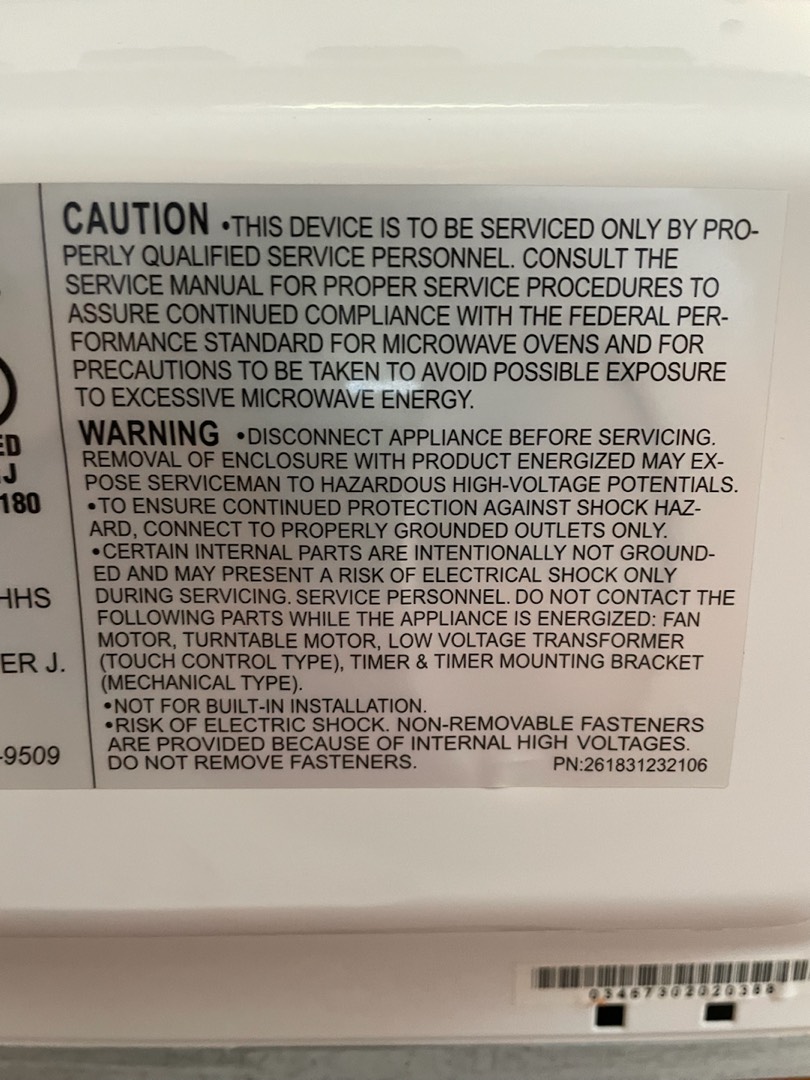 CAUTION •THIS DEVICE IS TO BE SERVICED ONLY BY PRO-
PERLY QUALIFIED SERVICE PERSONNEL. CONSULT THE
SERVICE MANUAL FOR PROPER SERVICE PROCEDURES TO
ASSURE CONTINUED COMPLIANCE WITH THE FEDERAL PER-
FORMANCE STANDARD FOR MICROWAVE OVENS AND FOR
PRECAUTIONS TO BE TAKEN TO AVOID POSSIBLE EXPOSURE
TO EXCESSIVE MICROWAVE ENERGY.
WARNING •DISCONNECT APPLIANCE BEFORE SERVICING.
REMOVAL OF ENCLOSURE WITH PRODUCT ENERGIZED MAY EX-
POSE SERVICEMAN TO HAZARDOUS HIGH-VOLTAGE POTENTIALS.
•TO ENSURE CONTINUED PROTECTION AGAINST SHOCK HAZ-
ARD, CONNECT TO PROPERLY GROUNDED OUTLETS ONLY.
•CERTAIN INTERNAL PARTS ARE INTENTIONALLY NOT GROUND-
ED AND MAY PRESENT A RISK OF ELECTRICAL SHOCK ONLY
DURING SERVICING. SERVICE PERSONNEL. DO NOT CONTACT THE
FOLLOWING PARTS WHILE THE APPLIANCE IS ENERGIZED: FAN
MOTOR, TURNTABLE MOTOR, LOW VOLTAGE TRANSFORMER
(TOUCH CONTROL TYPE), TIMER & TIMER MOUNTING BRACKET
(MECHANICAL TYPE).
•NOT FOR BUILT-IN INSTALLATION.
•RISK OF ELECTRIC SHOCK. NON-REMOVABLE FASTENERS
ARE PROVIDED BECAUSE OF INTERNAL HIGH VOLTAGES.
DO NOT REMOVE FASTENERS. PN:261831232106
ED
J
180
HHS
ER J.
-9509